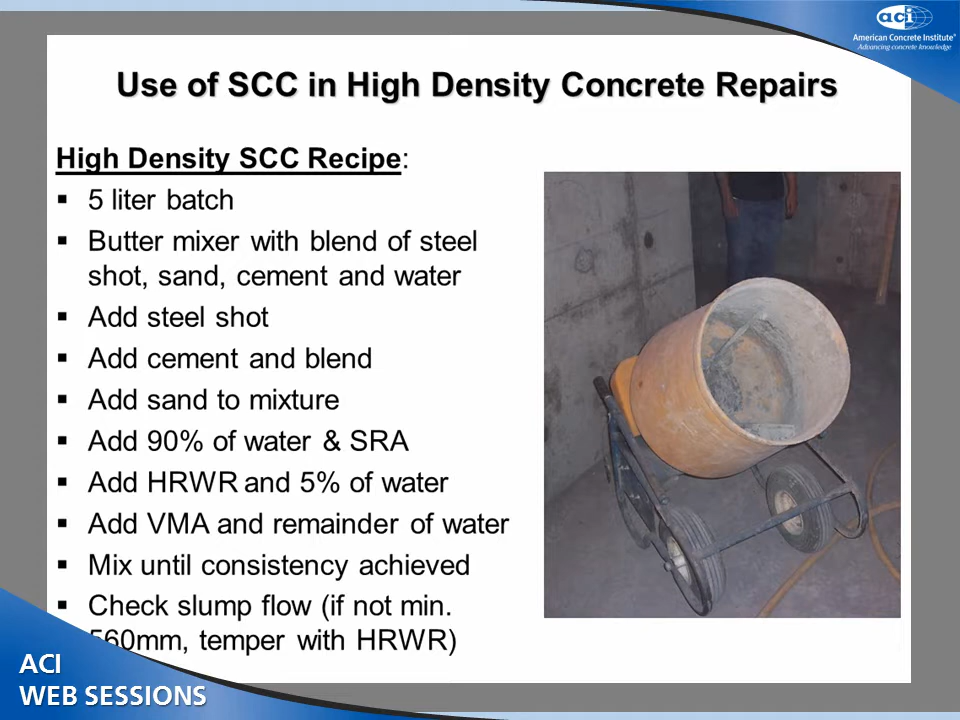 aci
American Concrete Institute®
Advancing concrete knowledge
Use of SCC in High Density Concrete Repairs
High Density SCC Recipe:
▪ 5 liter batch
▪ Butter mixer with blend of steel
shot, sand, cement and water
▪ Add steel shot
▪ Add cement and blend
▪ Add sand to mixture
▪ Add 90% of water & SRA
▪ Add HRWR and 5% of water
▪ Add VMA and remainder of water
▪ Mix until consistency achieved
▪ Check slump flow (if not min.
560mm, temper with HRWR)
ACI
WEB SESSIONS